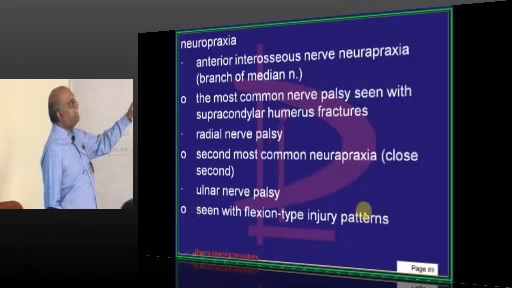 neuropraxia
· anterior interosseous nerve neurapraxia
(branch of median n.)
o the most common nerve palsy seen with
supracondylar humerus fractures
· radial nerve palsy
o second most common neurapraxia (close
second)
· ulnar nerve palsy
o seen with flexion-type injury patterns
Page 89